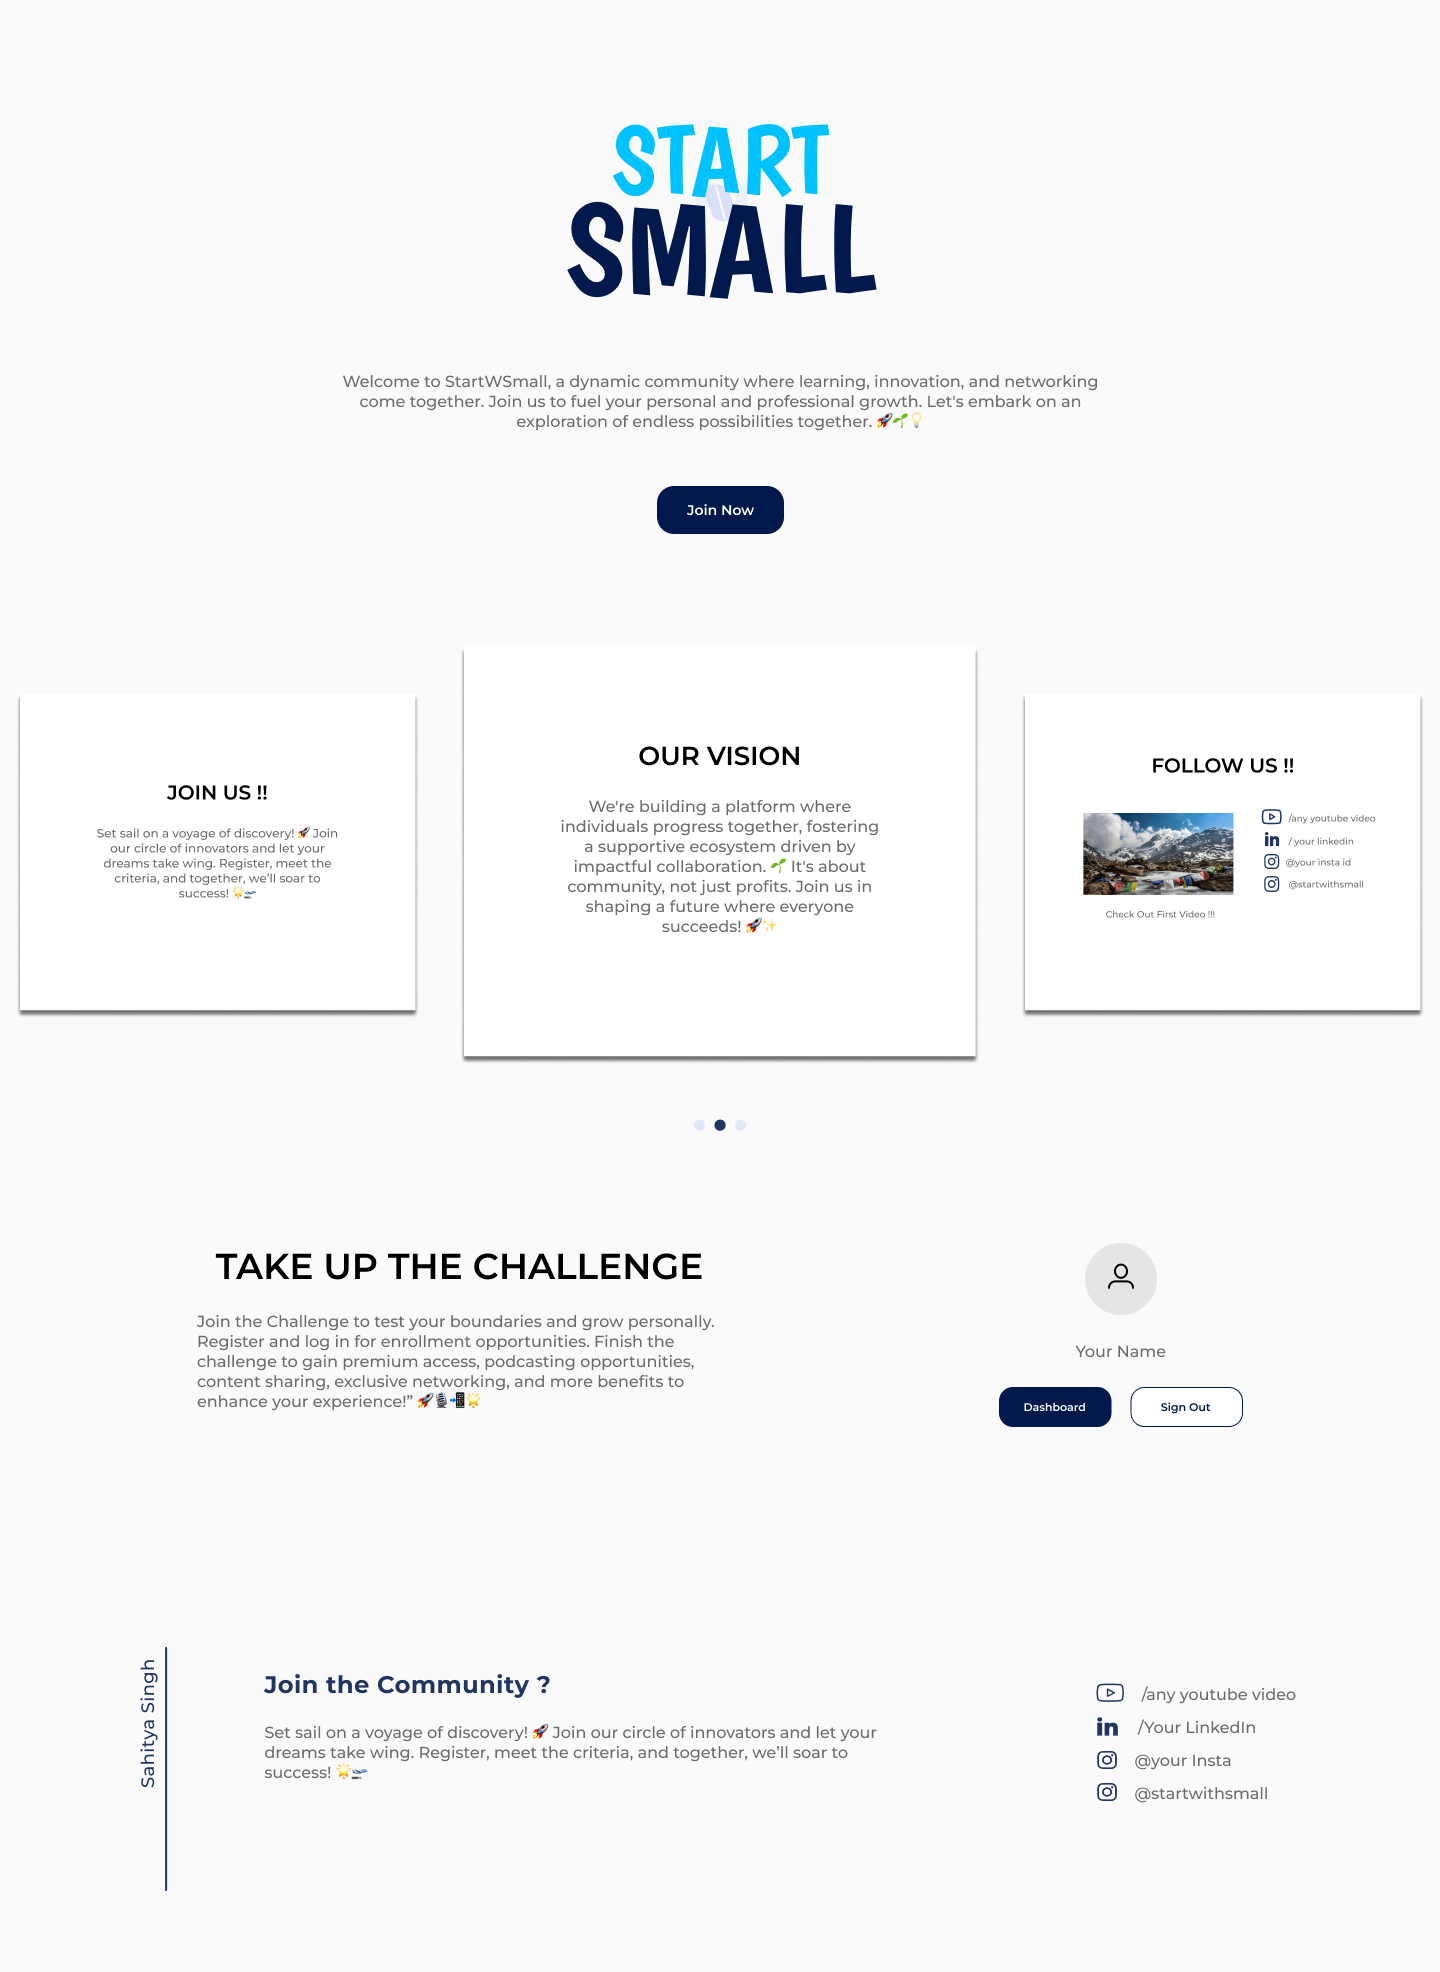 START
SMALL
Welcome to StartWSmall, a dynamic community where learning, innovation, and networking
come together. Join us to fuel your personal and professional growth. Let's embark on an
exploration of endless possibilities together. 🚀🌱💡
Join Now
JOIN US !!
Set sail on a voyage of discovery! 🚀 Join
our circle of innovators and let your
dreams take wing. Register, meet the
criteria, and together, we’ll soar to
success! 🌟🛫
OUR VISION
We're building a platform where
individuals progress together, fostering
a supportive ecosystem driven by
impactful collaboration. 🌱 It's about
community, not just profits. Join us in
shaping a future where everyone
succeeds! 🚀✨
FOLLOW US !!
/any youtube video
/ your linkedin
@your insta id
@startwithsmall
Check Out First Video !!!
TAKE UP THE CHALLENGE
Join the Challenge to test your boundaries and grow personally.
Register and log in for enrollment opportunities. Finish the
challenge to gain premium access, podcasting opportunities,
content sharing, exclusive networking, and more benefits to
enhance your experience!” 🚀🎙️📲🌟
Your Name
Dashboard
Sign Out
Sahitya Singh
Join the Community ?
Set sail on a voyage of discovery! 🚀 Join our circle of innovators and let your
dreams take wing. Register, meet the criteria, and together, we’ll soar to
success! 🌟🛫
/any youtube video
/Your LinkedIn
@your Insta
@startwithsmall